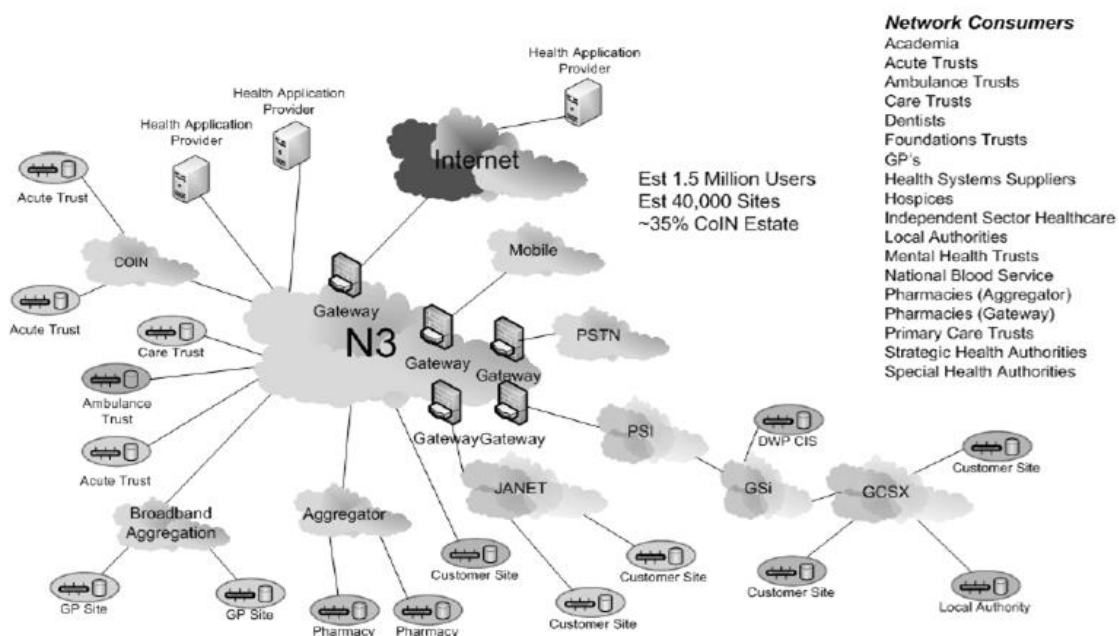 Network Consumers
Academia
Acute Trusts
Ambulance Trusts
Care Trusts
Dentists
Foundations Trusts
GP's
Health Systems Suppliers
Hospices
Independent Sector Healthcare
Local Authorities
Mental Health Trusts
National Blood Service
Pharmacies (Aggregator)
Pharmacies (Gateway)
Primary Care Trusts
Strategic Health Authorities
Special Health Authorities
Health Application
Provider
Health Application
Provider
Health Application
Provider
Internet
Est 1.5 Million Users
Est 40,000 Sites
~35% CoIN Estate
Acute Trust
COIN
Acute Trust
Mobile
Gateway
N3
Gateway
PSTN
Gateway
Care Trust
Ambulance
Trust
Acute Trust
Gateway
Gateway
PSI
DWP CIS
Customer Site
GSi
GCSX
JANET
Broadband
Aggregation
Aggregator
Customer Site
Customer Site
Customer Site
Customer Site
Local Authority
GP Site
GP Site
Pharmacy
Pharmacy